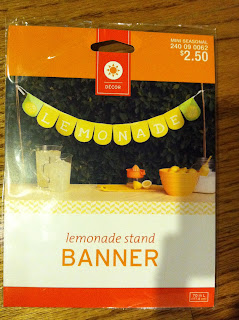 MINI SEASONAL
240 09 0062
$2.50
DECOR
LEMONADE
lemonade stand
BANNER